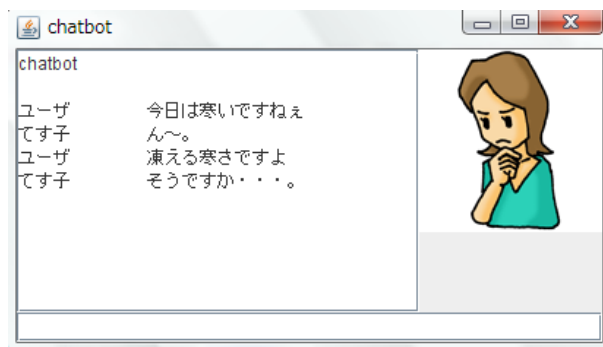 chatbot
chatbot
ユーザ 今日は寒いですねぇ
てす子 ん～。
ユーザ 凍える寒さですよ
てす子 そうですか・・・。